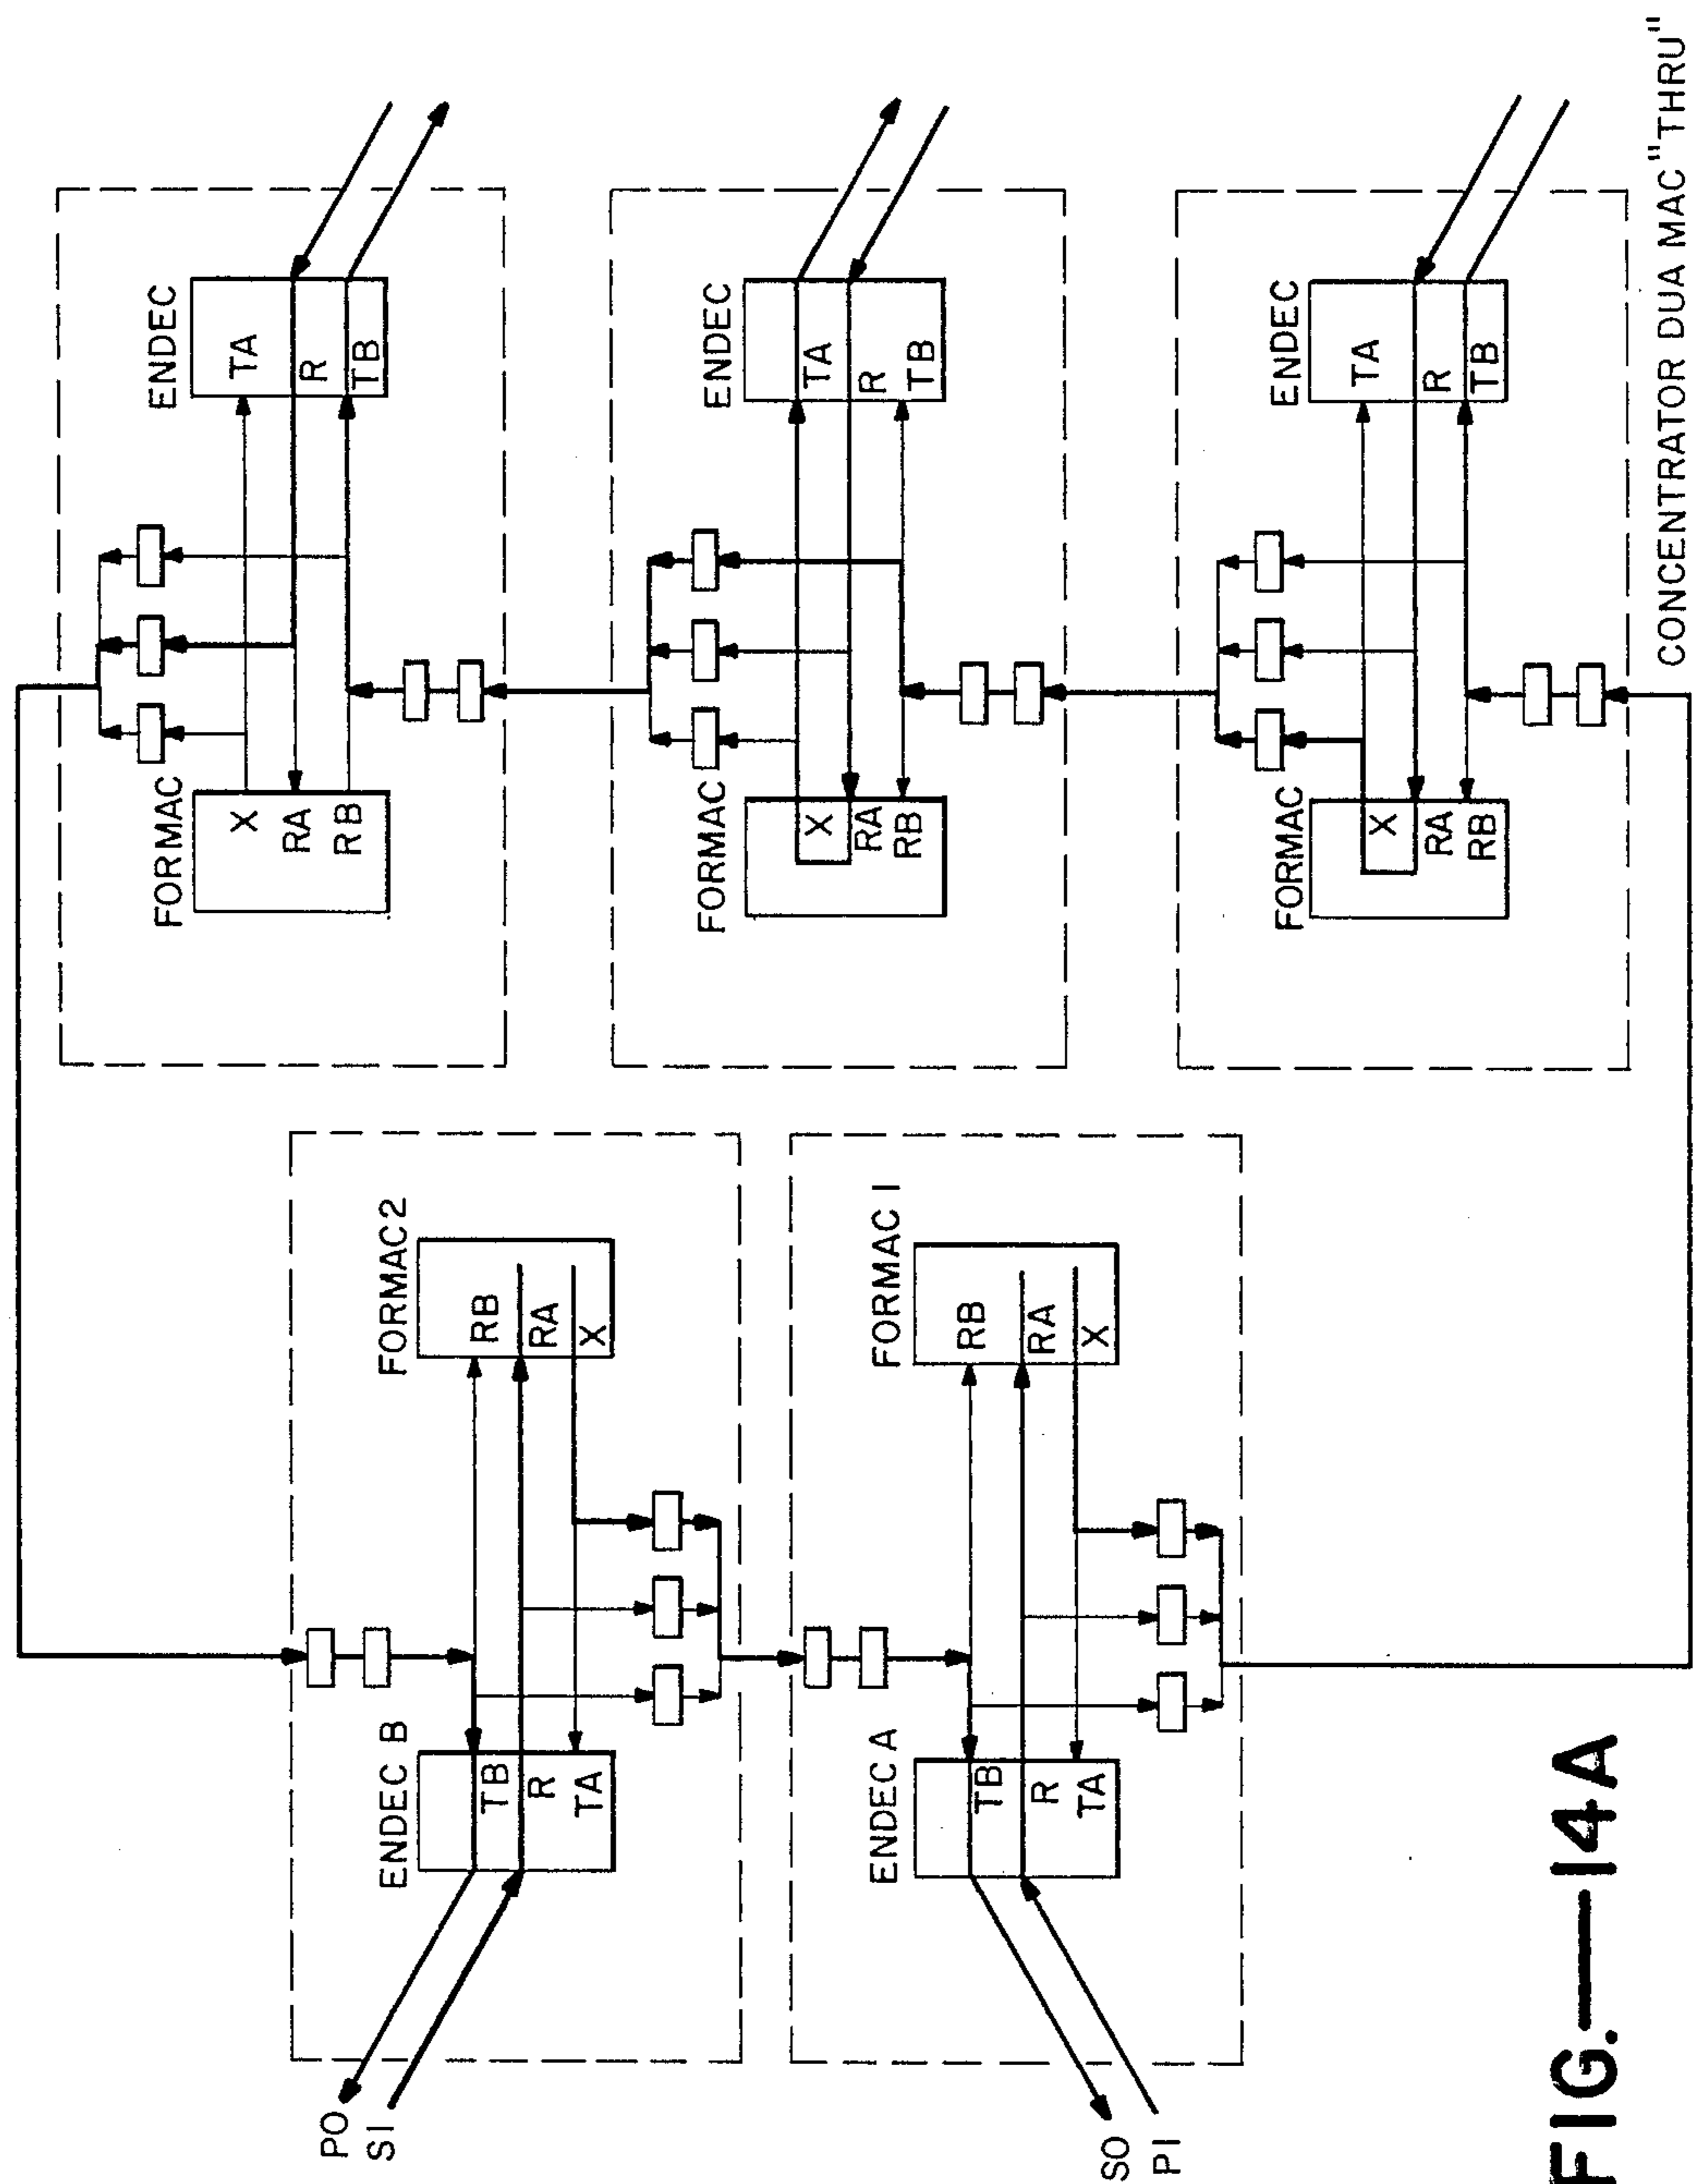 PO
SI
ENDEC B
TB
R
TA
FORMAC2
RB
RA
X
SO
PI
ENDEC A
TB
R
TA
FORMAC 1
RB
RA
X
FORMAC
X
RA
RB
ENDEC
TA
R
TB
FORMAC
X
RA
RB
ENDEC
TA
R
TB
FORMAC
X
RA
RB
ENDEC
TA
R
TB
CONCENTRATOR DUA MAC "THRU"
FIG.—14A